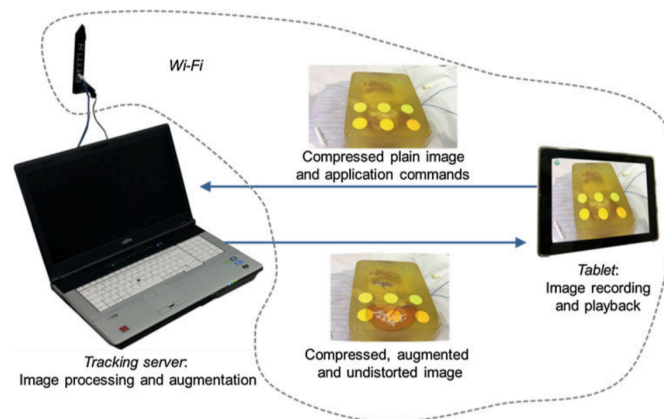 Wi-Fi
Compressed plain image
and application commands
Tablet:
Image recording
and playback
Compressed, augmented
and undistorted image
Tracking server:
Image processing and augmentation